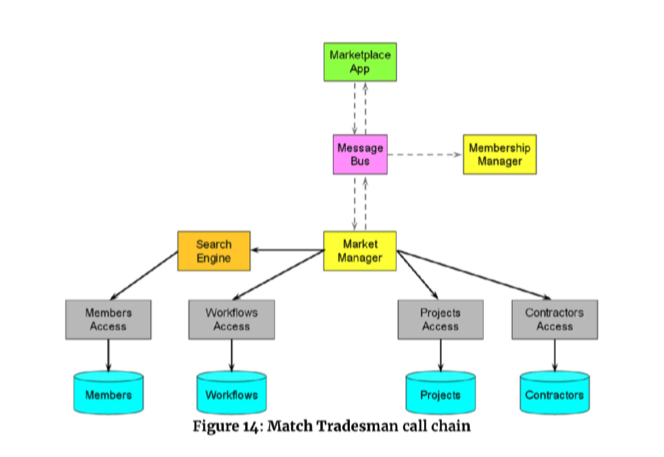 Marketplace
App
Message
Bus
Membership
Manager
Search
Engine
Market
Manager
Members
Access
Workflows
Access
Projects
Access
Contractors
Access
Members
Workflows
Projects
Contractors
Figure 14: Match Tradesman call chain